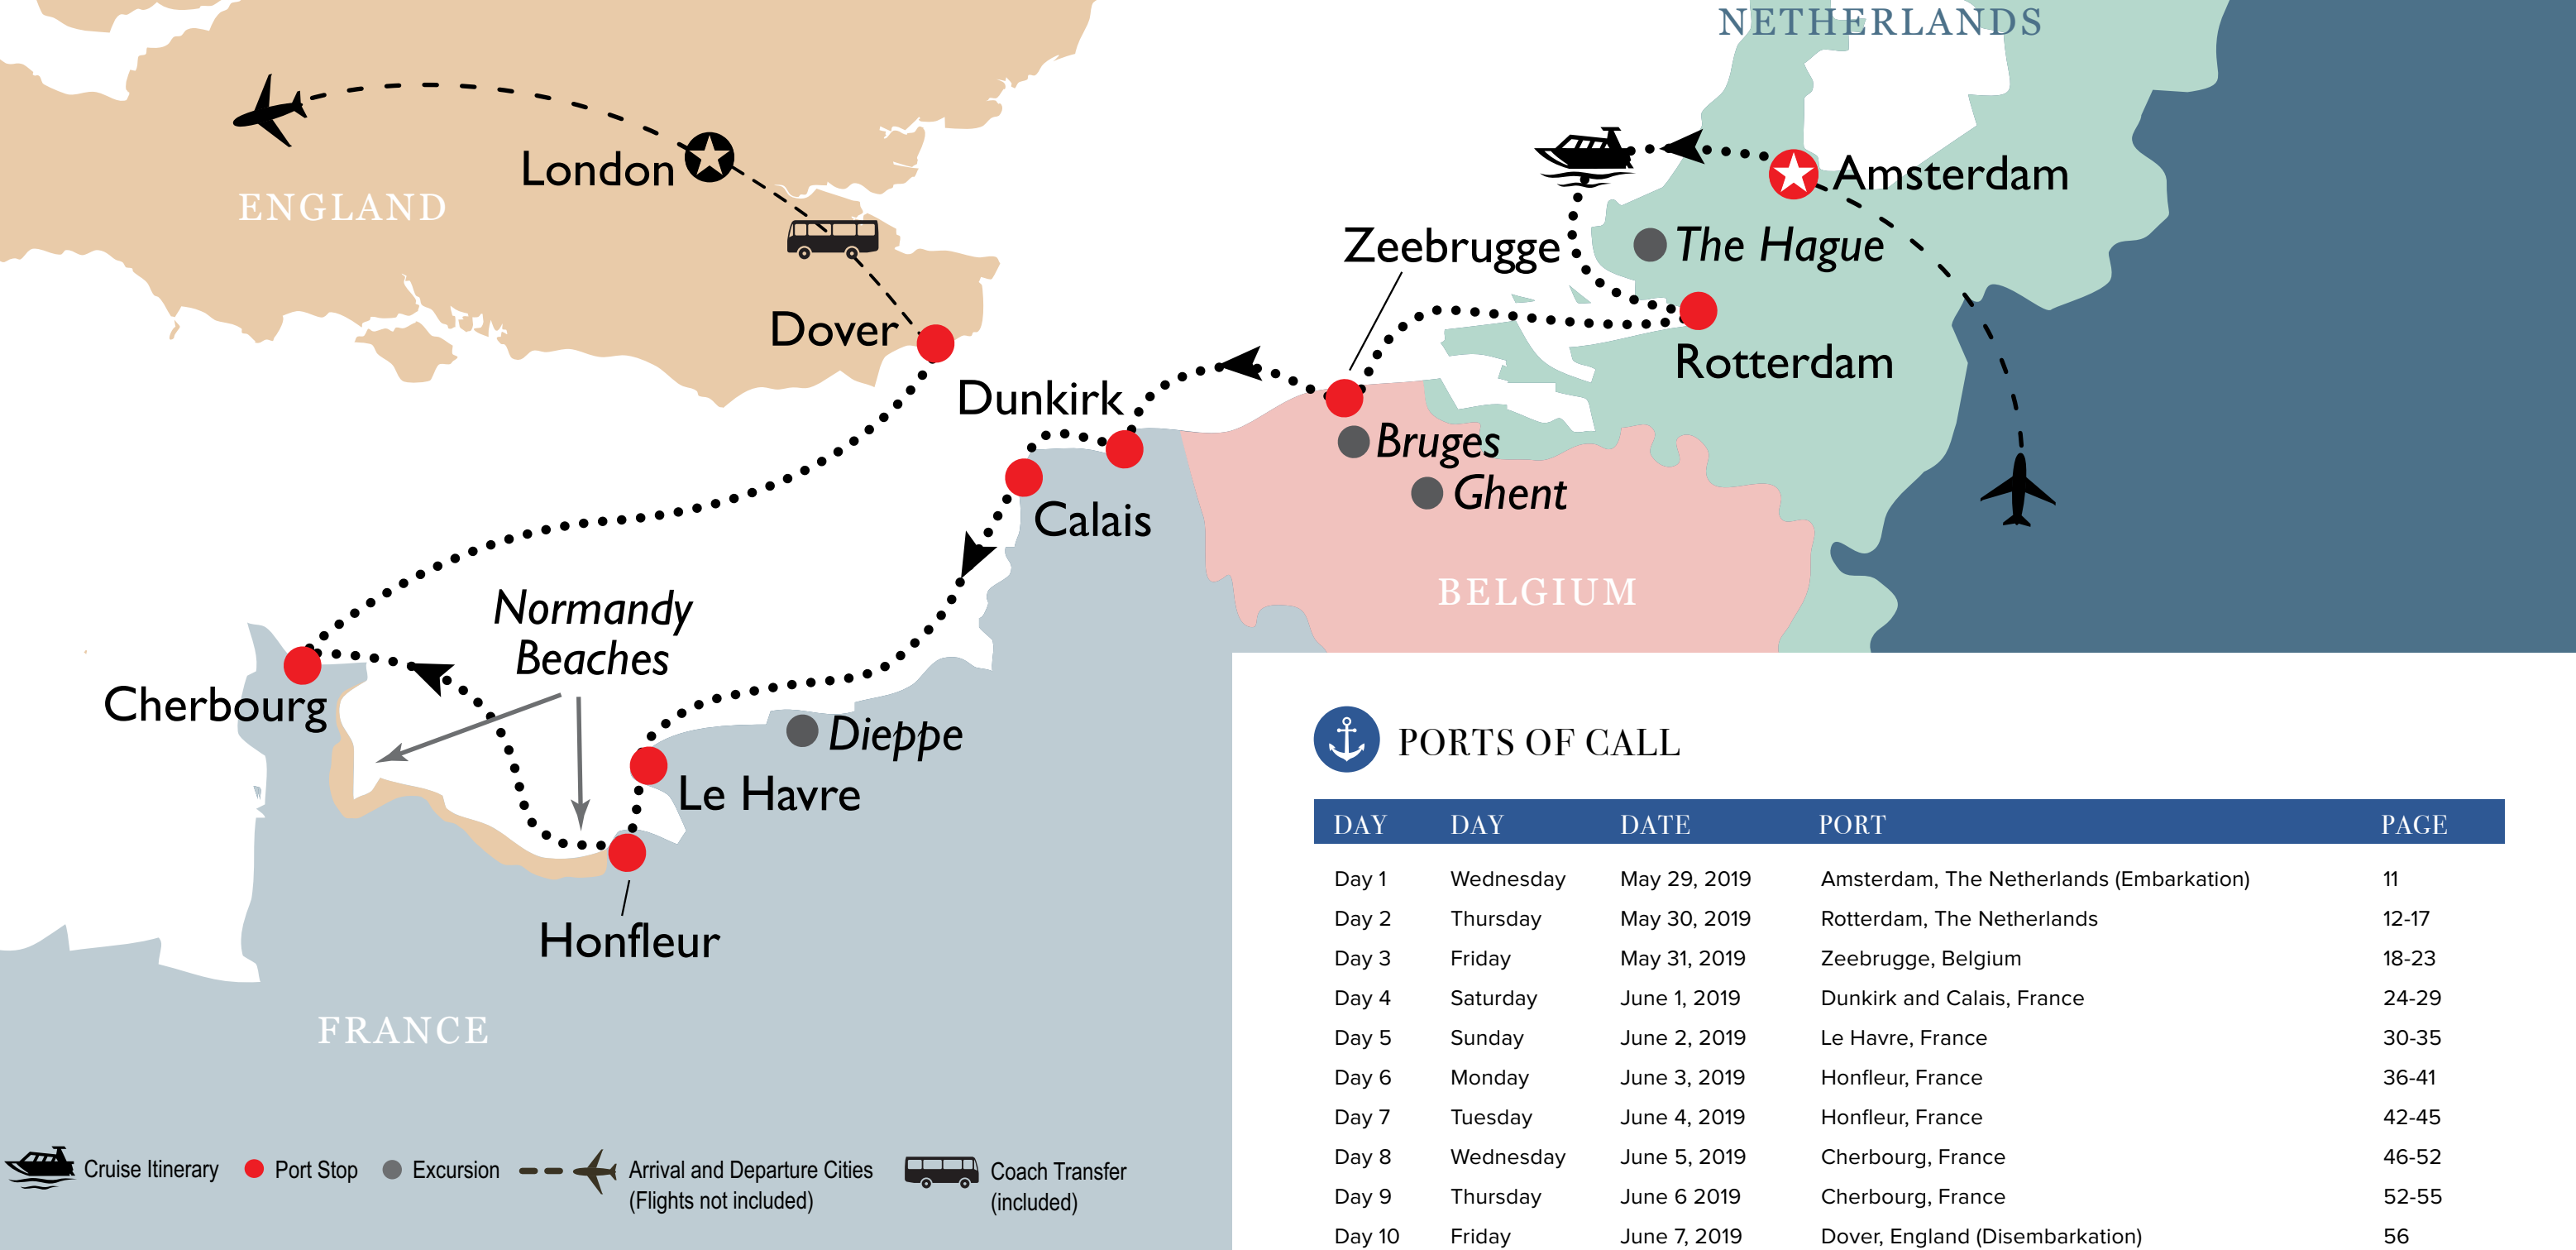 NETHERLANDS
London
Amsterdam
ENGLAND
Zeebrugge
The Hague
Dover
Rotterdam
Dunkirk
Bruges
Ghent
Calais
BELGIUM
Normandy
Beaches
Cherbourg
Dieppe
Le Havre
Honfleur
FRANCE
Cruise Itinerary
Port Stop
Excursion
Arrival and Departure Cities
(Flights not included)
Coach Transfer
(included)
PORTS OF CALL
DAY DAY DATE PORT PAGE
Day 1 Wednesday May 29, 2019 Amsterdam, The Netherlands (Embarkation) 11
Day 2 Thursday May 30, 2019 Rotterdam, The Netherlands 12-17
Day 3 Friday May 31, 2019 Zeebrugge, Belgium 18-23
Day 4 Saturday June 1, 2019 Dunkirk and Calais, France 24-29
Day 5 Sunday June 2, 2019 Le Havre, France 30-35
Day 6 Monday June 3, 2019 Honfleur, France 36-41
Day 7 Tuesday June 4, 2019 Honfleur, France 42-45
Day 8 Wednesday June 5, 2019 Cherbourg, France 46-52
Day 9 Thursday June 6 2019 Cherbourg, France 52-55
Day 10 Friday June 7, 2019 Dover, England (Disembarkation) 56